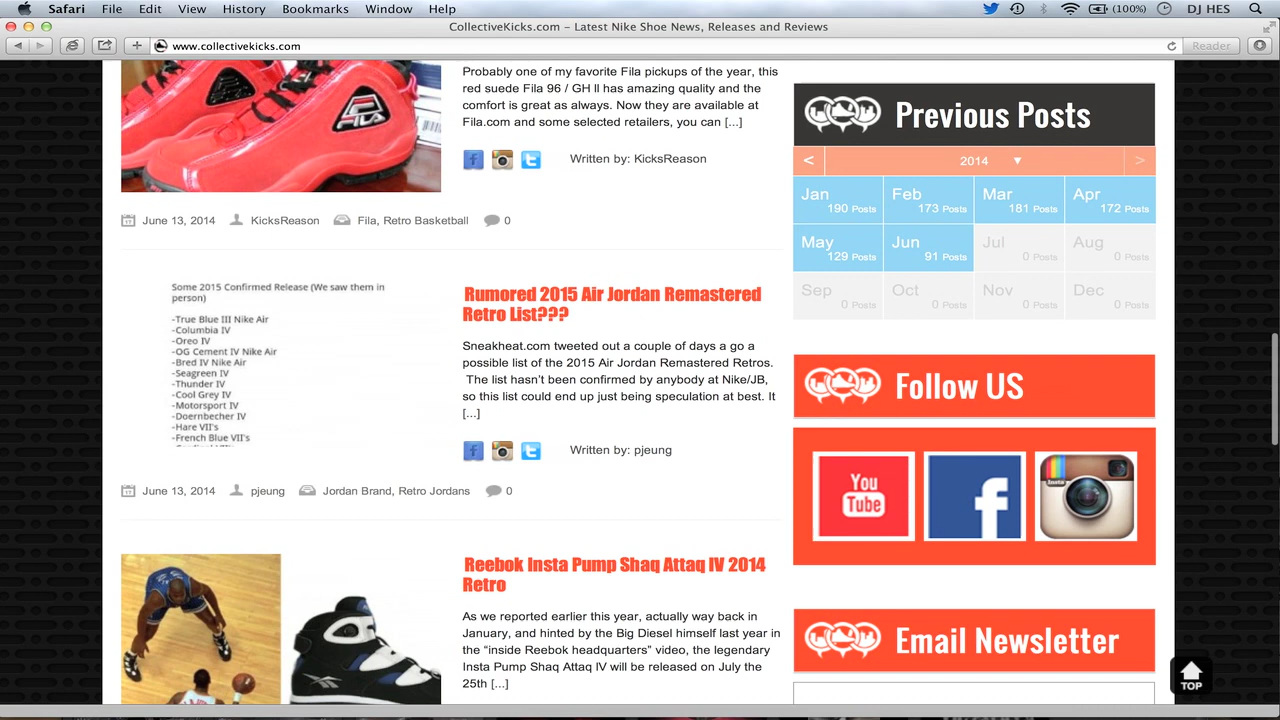 Safari File Edit View History Bookmarks Window Help (100%) DJ HES
CollectiveKicks.com – Latest Nike Shoe News, Releases and Reviews
www.collectivekicks.com
Reader
FILA
Probably one of my favorite Fila pickups of the year, this
red suede Fila 96 / GH ll has amazing quality and the
comfort is great as always. Now they are available at
Fila.com and some selected retailers, you can [...]
Written by: KicksReason
June 13, 2014 KicksReason Fila, Retro Basketball 0
Some 2015 Confirmed Release (We saw them in
person)
-True Blue III Nike Air
-Columbia IV
-Oreo IV
-OG Cement IV Nike Air
-Bred IV Nike Air
-Seagreen IV
-Thunder IV
-Cool Grey IV
-Motorsport IV
-Doernbecher IV
-Hare VII's
-French Blue VII's
Rumored 2015 Air Jordan Remastered
Retro List???
Sneakheat.com tweeted out a couple of days a go a
possible list of the 2015 Air Jordan Remastered Retros.
The list hasn't been confirmed by anybody at Nike/JB,
so this list could end up just being speculation at best. It
[...]
Written by: pjeung
June 13, 2014 pjeung Jordan Brand, Retro Jordans 0
Reebok Insta Pump Shaq Attaq IV 2014
Retro
As we reported earlier this year, actually way back in
January, and hinted by the Big Diesel himself last year in
the “inside Reebok headquarters” video, the legendary
Insta Pump Shaq Attaq IV will be released on July the
25th [...]
Previous Posts
< 2014 ▼ >
Jan 190 Posts
Feb 173 Posts
Mar 181 Posts
Apr 172 Posts
May 129 Posts
Jun 91 Posts
Jul 0 Posts
Aug 0 Posts
Sep 0 Posts
Oct 0 Posts
Nov 0 Posts
Dec 0 Posts
Follow US
You
Tube
Insta
Email Newsletter
TOP